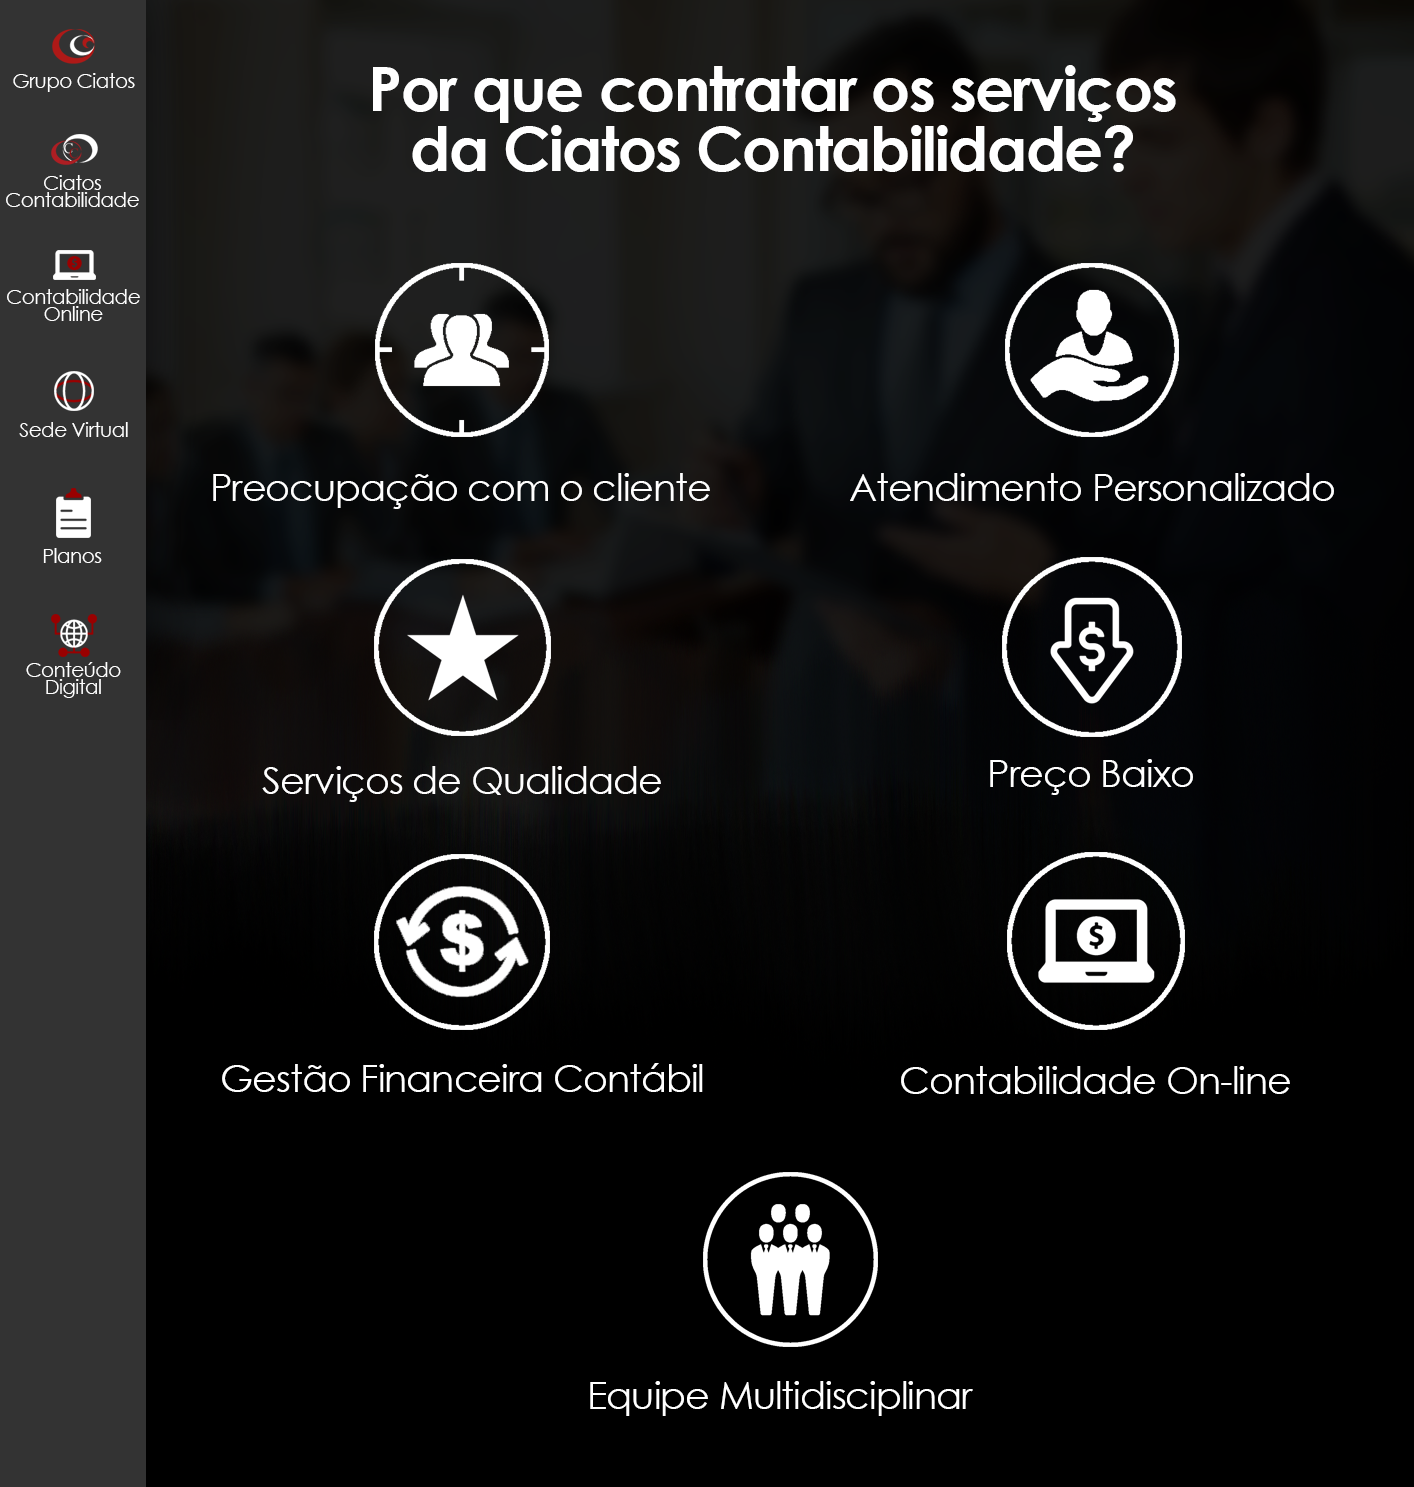 Grupo Ciatos
Ciatos
Contabilidade
Contabilidade
Online
Sede Virtual
Planos
Conteúdo
Digital
Por que contratar os serviços
da Ciatos Contabilidade?
Preocupação com o cliente
Atendimento Personalizado
Serviços de Qualidade
Preço Baixo
Gestão Financeira Contábil
Contabilidade On-line
Equipe Multidisciplinar